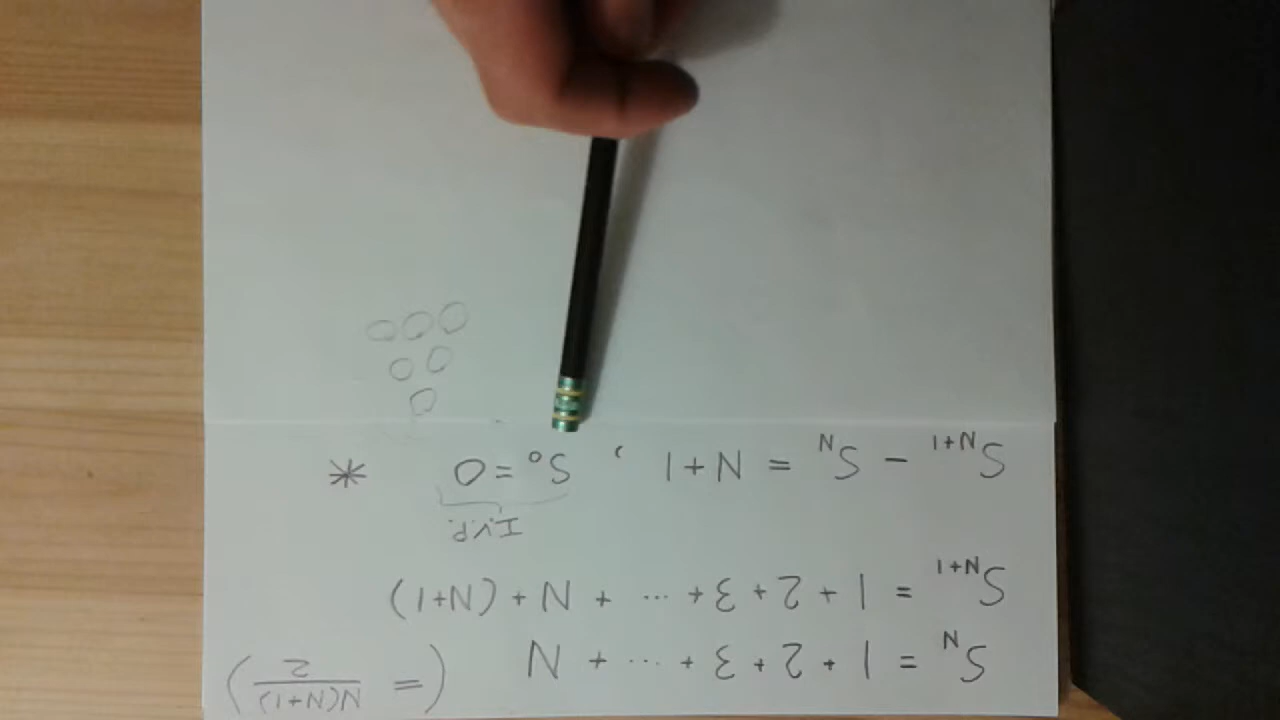 S_N = 1 + 2 + 3 + ... + N (= N(N+1)/2)
S_{N+1} = 1 + 2 + 3 + ... + N + (N+1)
I.V.P.
S_{N+1} - S_N = N+1 , S_0 = 0 *